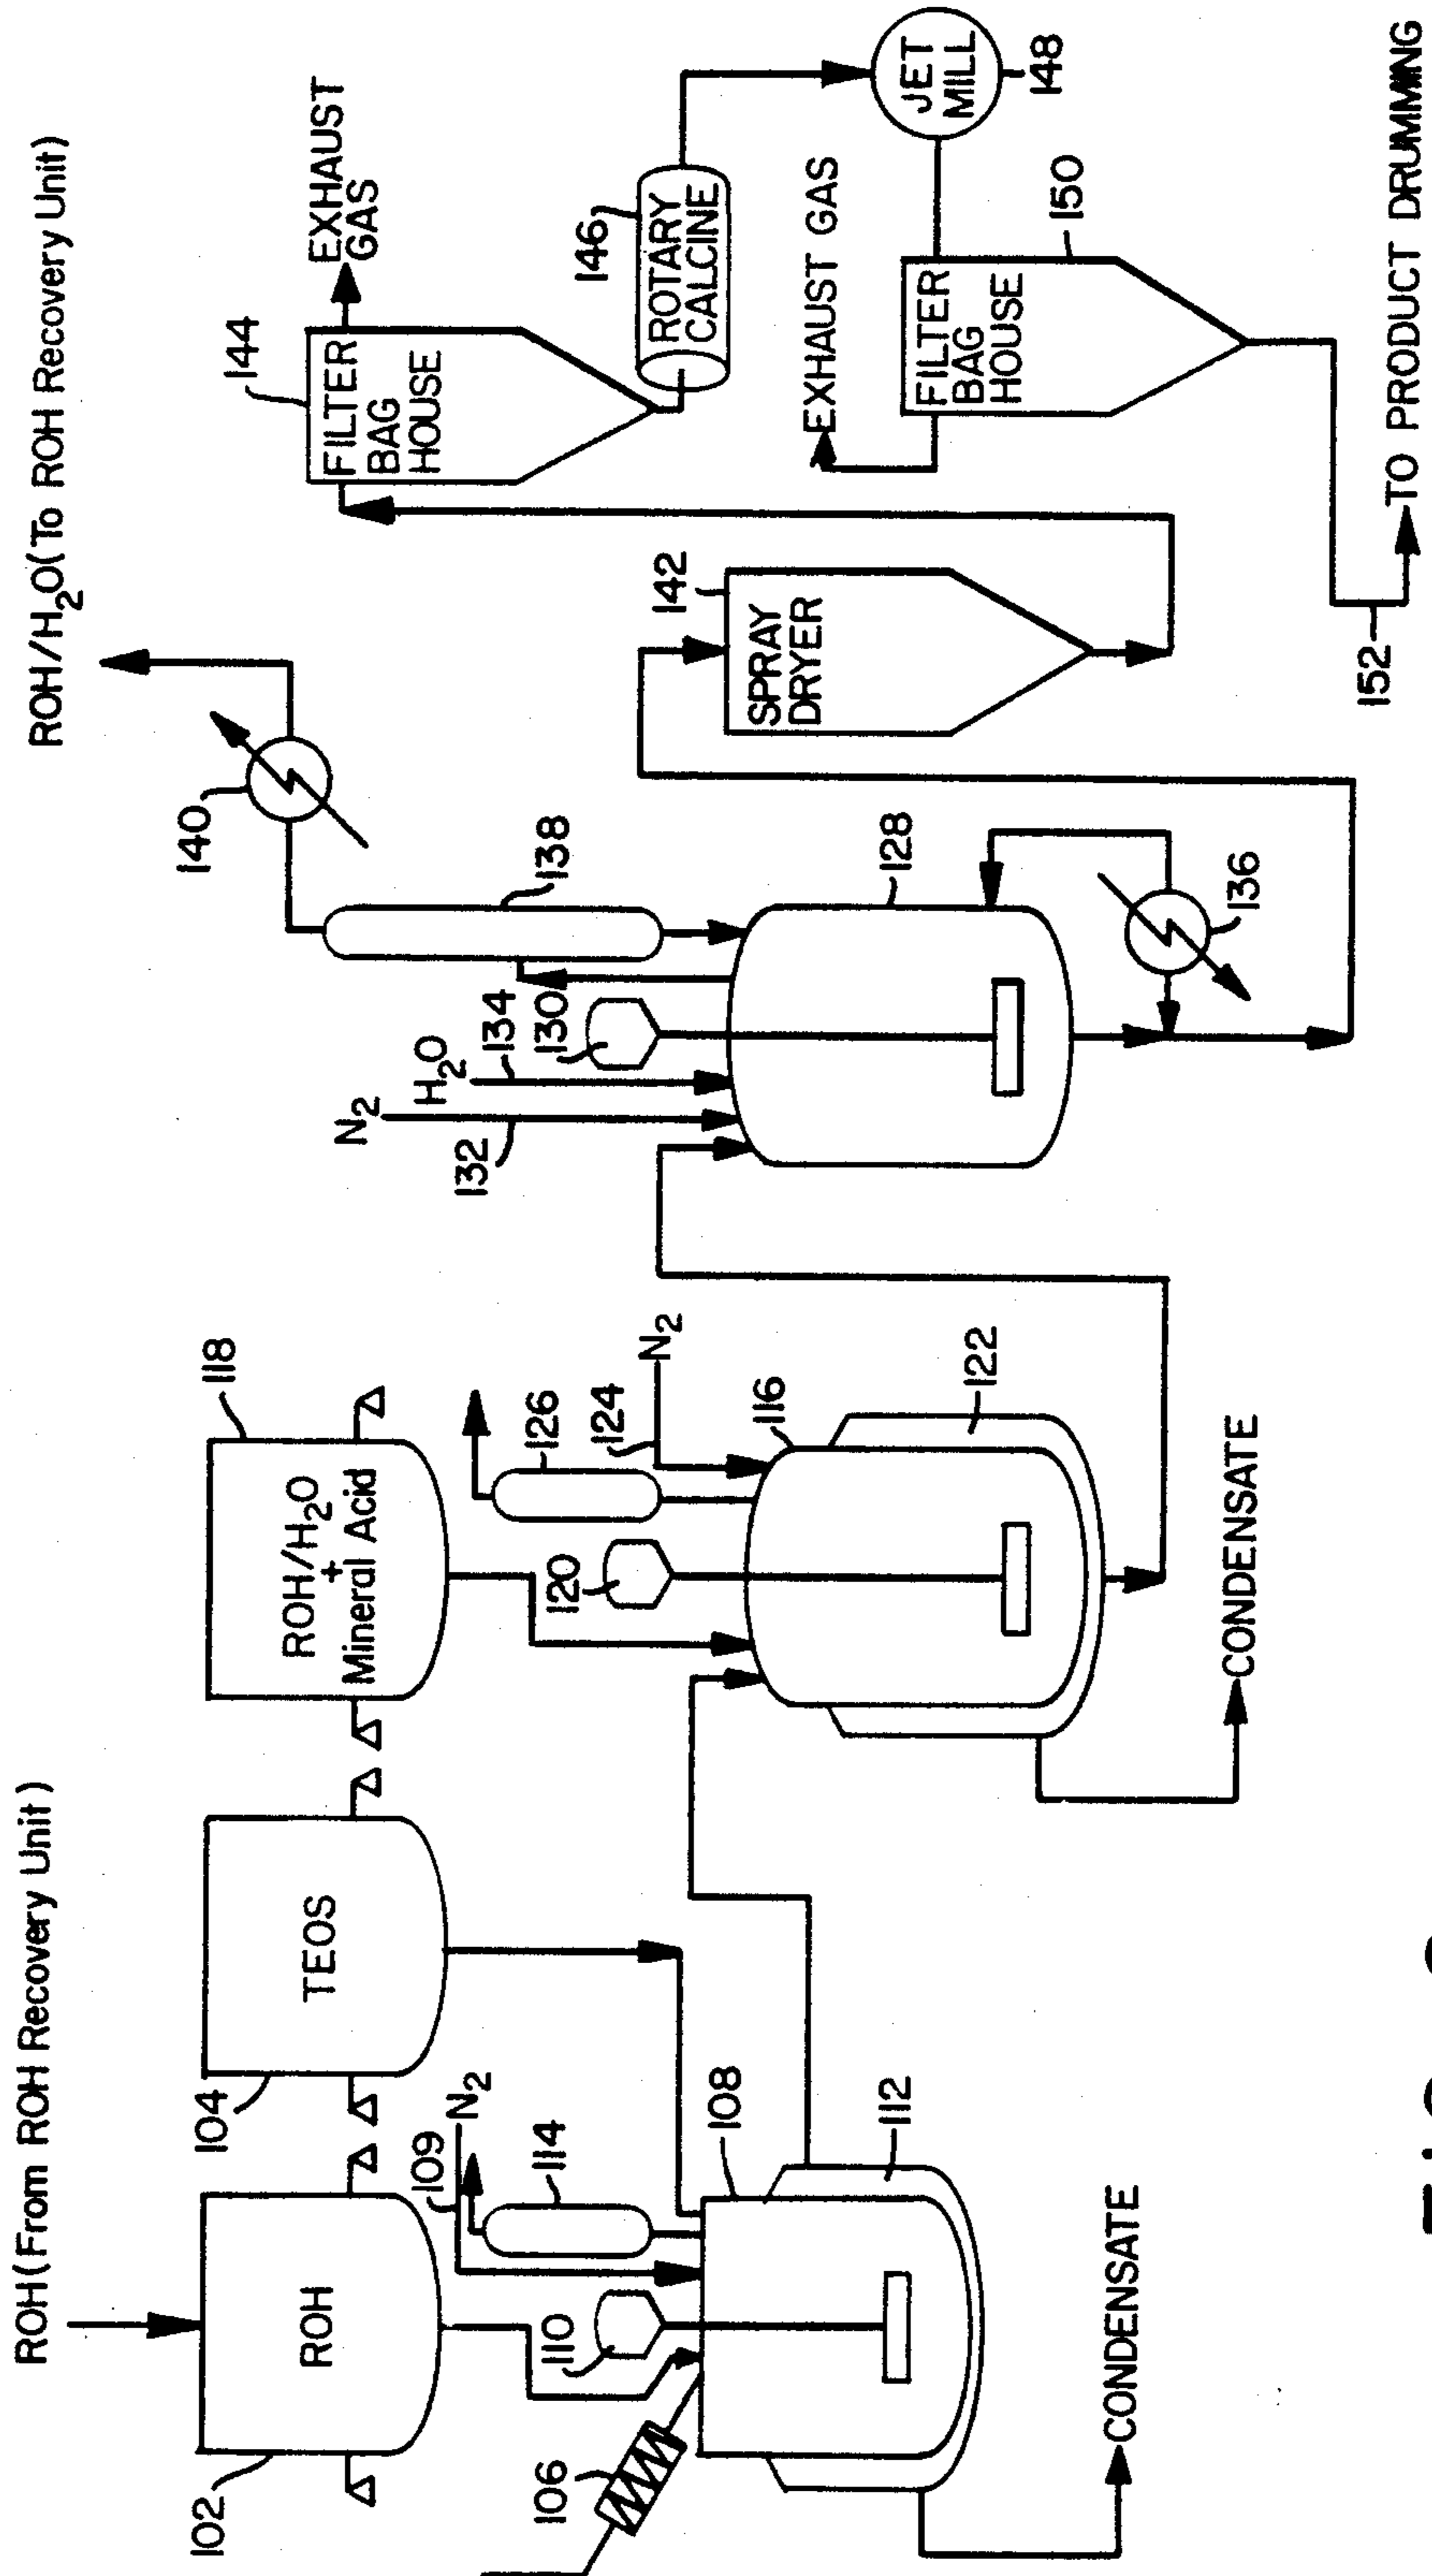 ROH(From ROH Recovery Unit)
ROH/H2O(To ROH Recovery Unit)
102
ROH
104
TEOS
118
ROH/H2O
+
Mineral Acid
109
N2
114
110
106
108
112
CONDENSATE
126
124
N2
120
116
122
CONDENSATE
140
138
N2
H2O
134
130
132
128
136
142
SPRAY
DRYER
144
FILTER
BAG
HOUSE
EXHAUST
GAS
146
ROTARY
CALCINE
JET
MILL
148
EXHAUST GAS
FILTER
BAG
HOUSE
150
152
TO PRODUCT DRUMMING